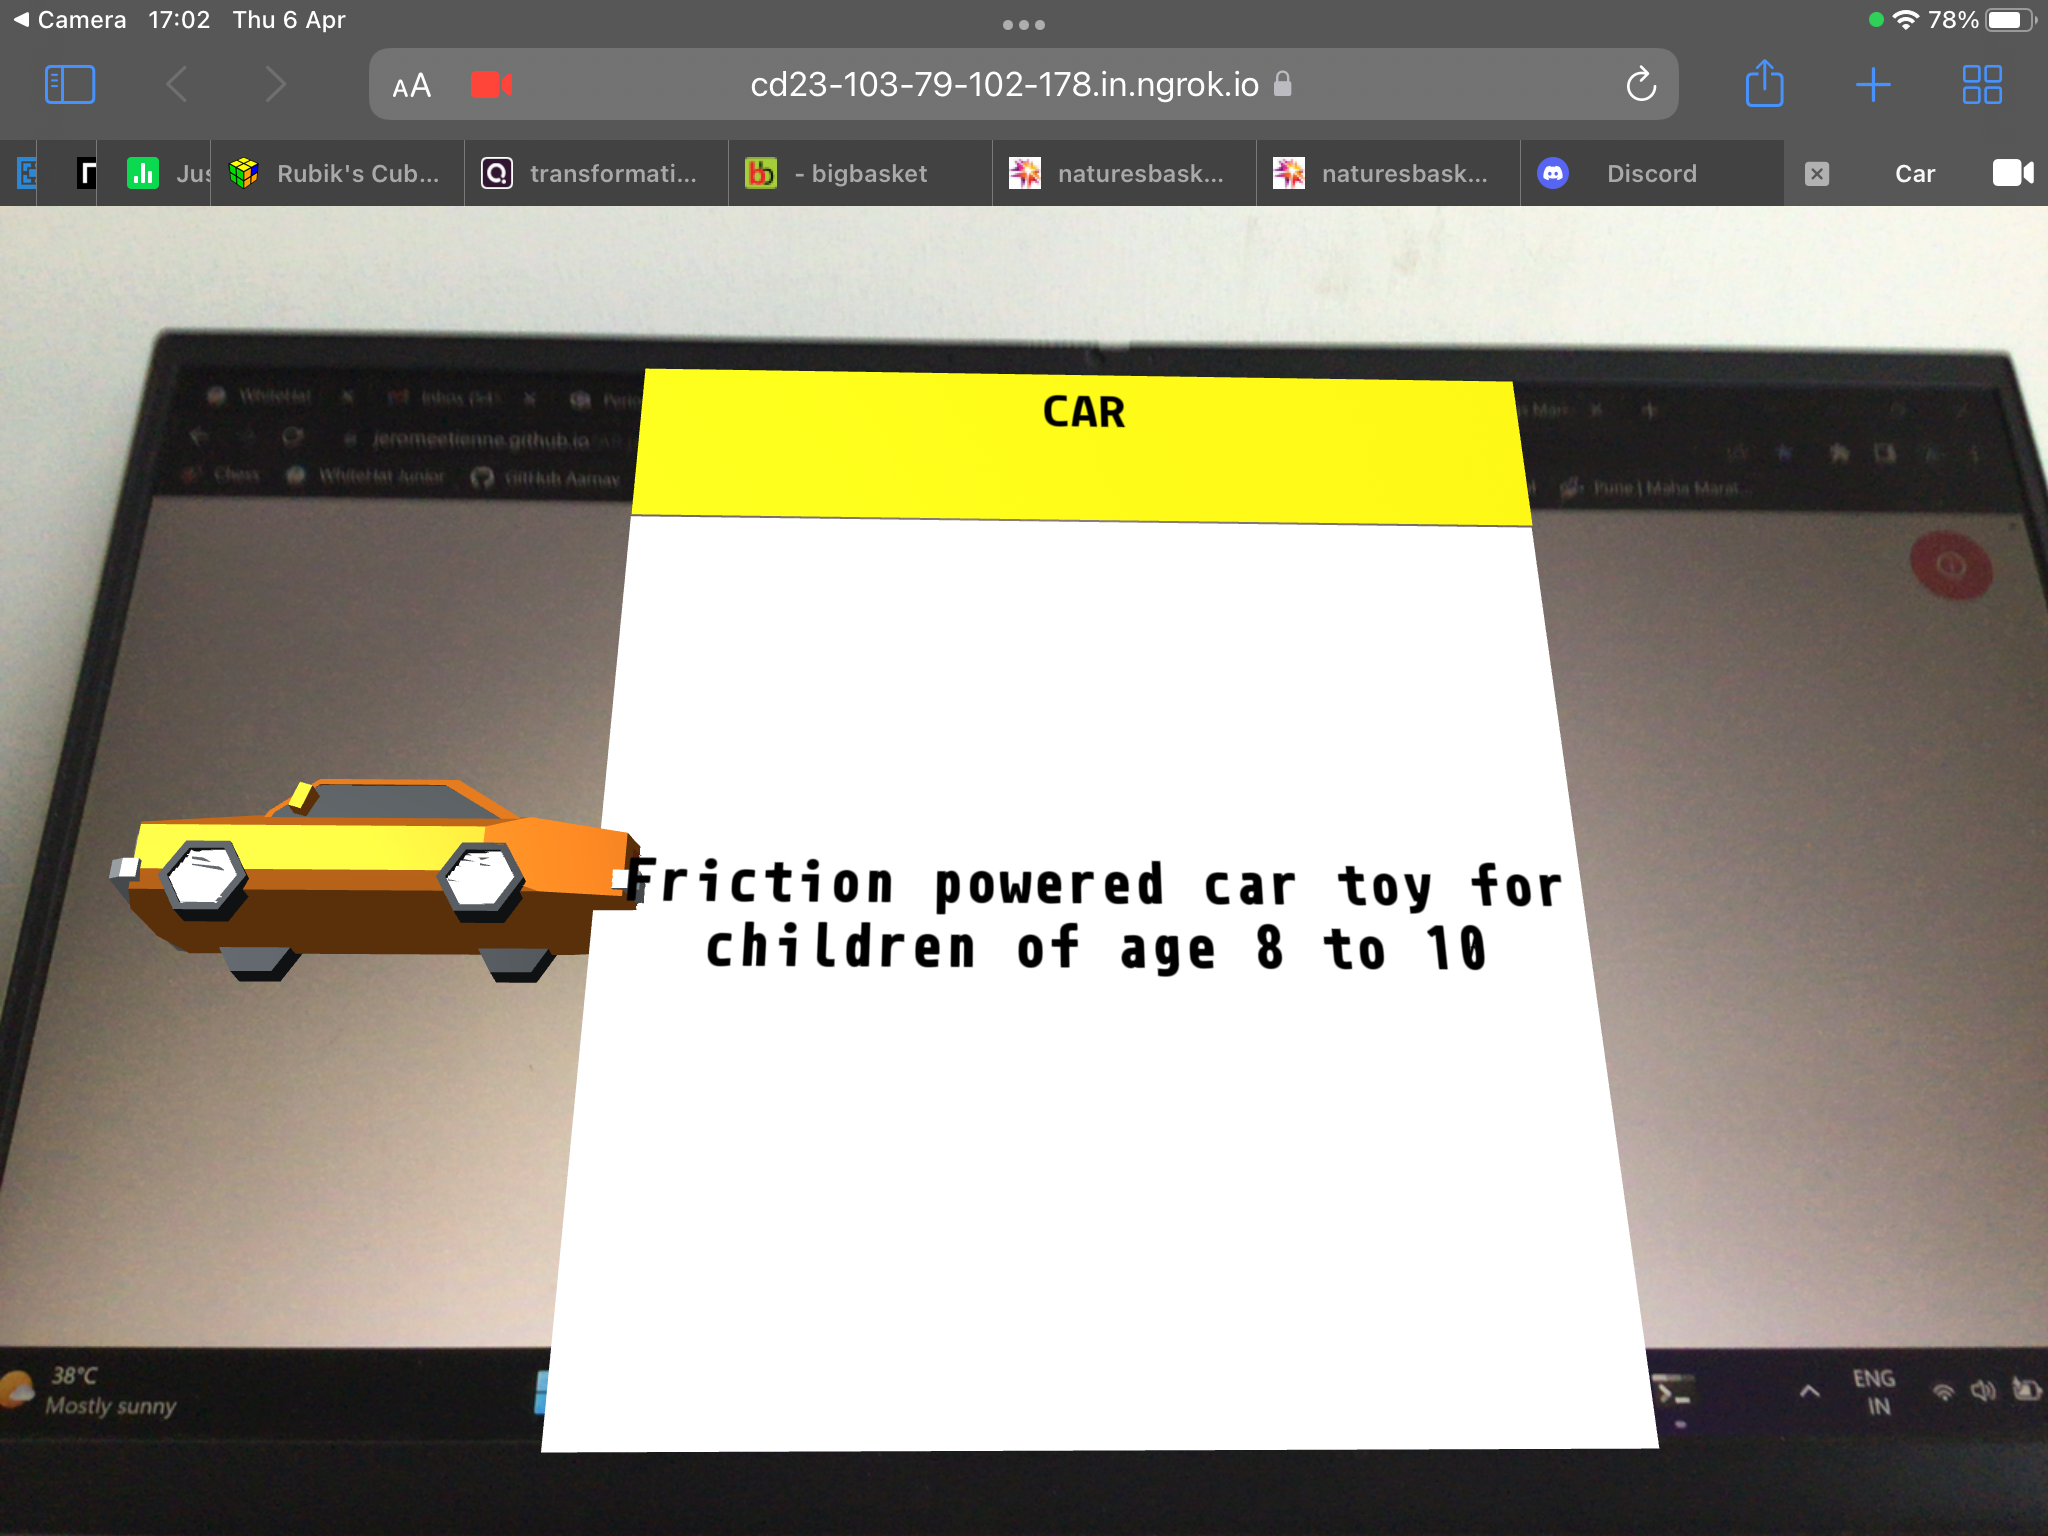 Camera 17:02 Thu 6 Apr
78%
AA
cd23-103-79-102-178.in.ngrok.io
Rubik's Cub...
transformati...
- bigbasket
naturesbask...
naturesbask...
Discord
Car
WhiteHat
Inbox
jeromeetienne.github.io
Chess
WhiteHat Junior
GitHub Aarnav
Pune | Maha Marat...
CAR
Friction powered car toy for
children of age 8 to 10
38°C
Mostly sunny
ENG
IN